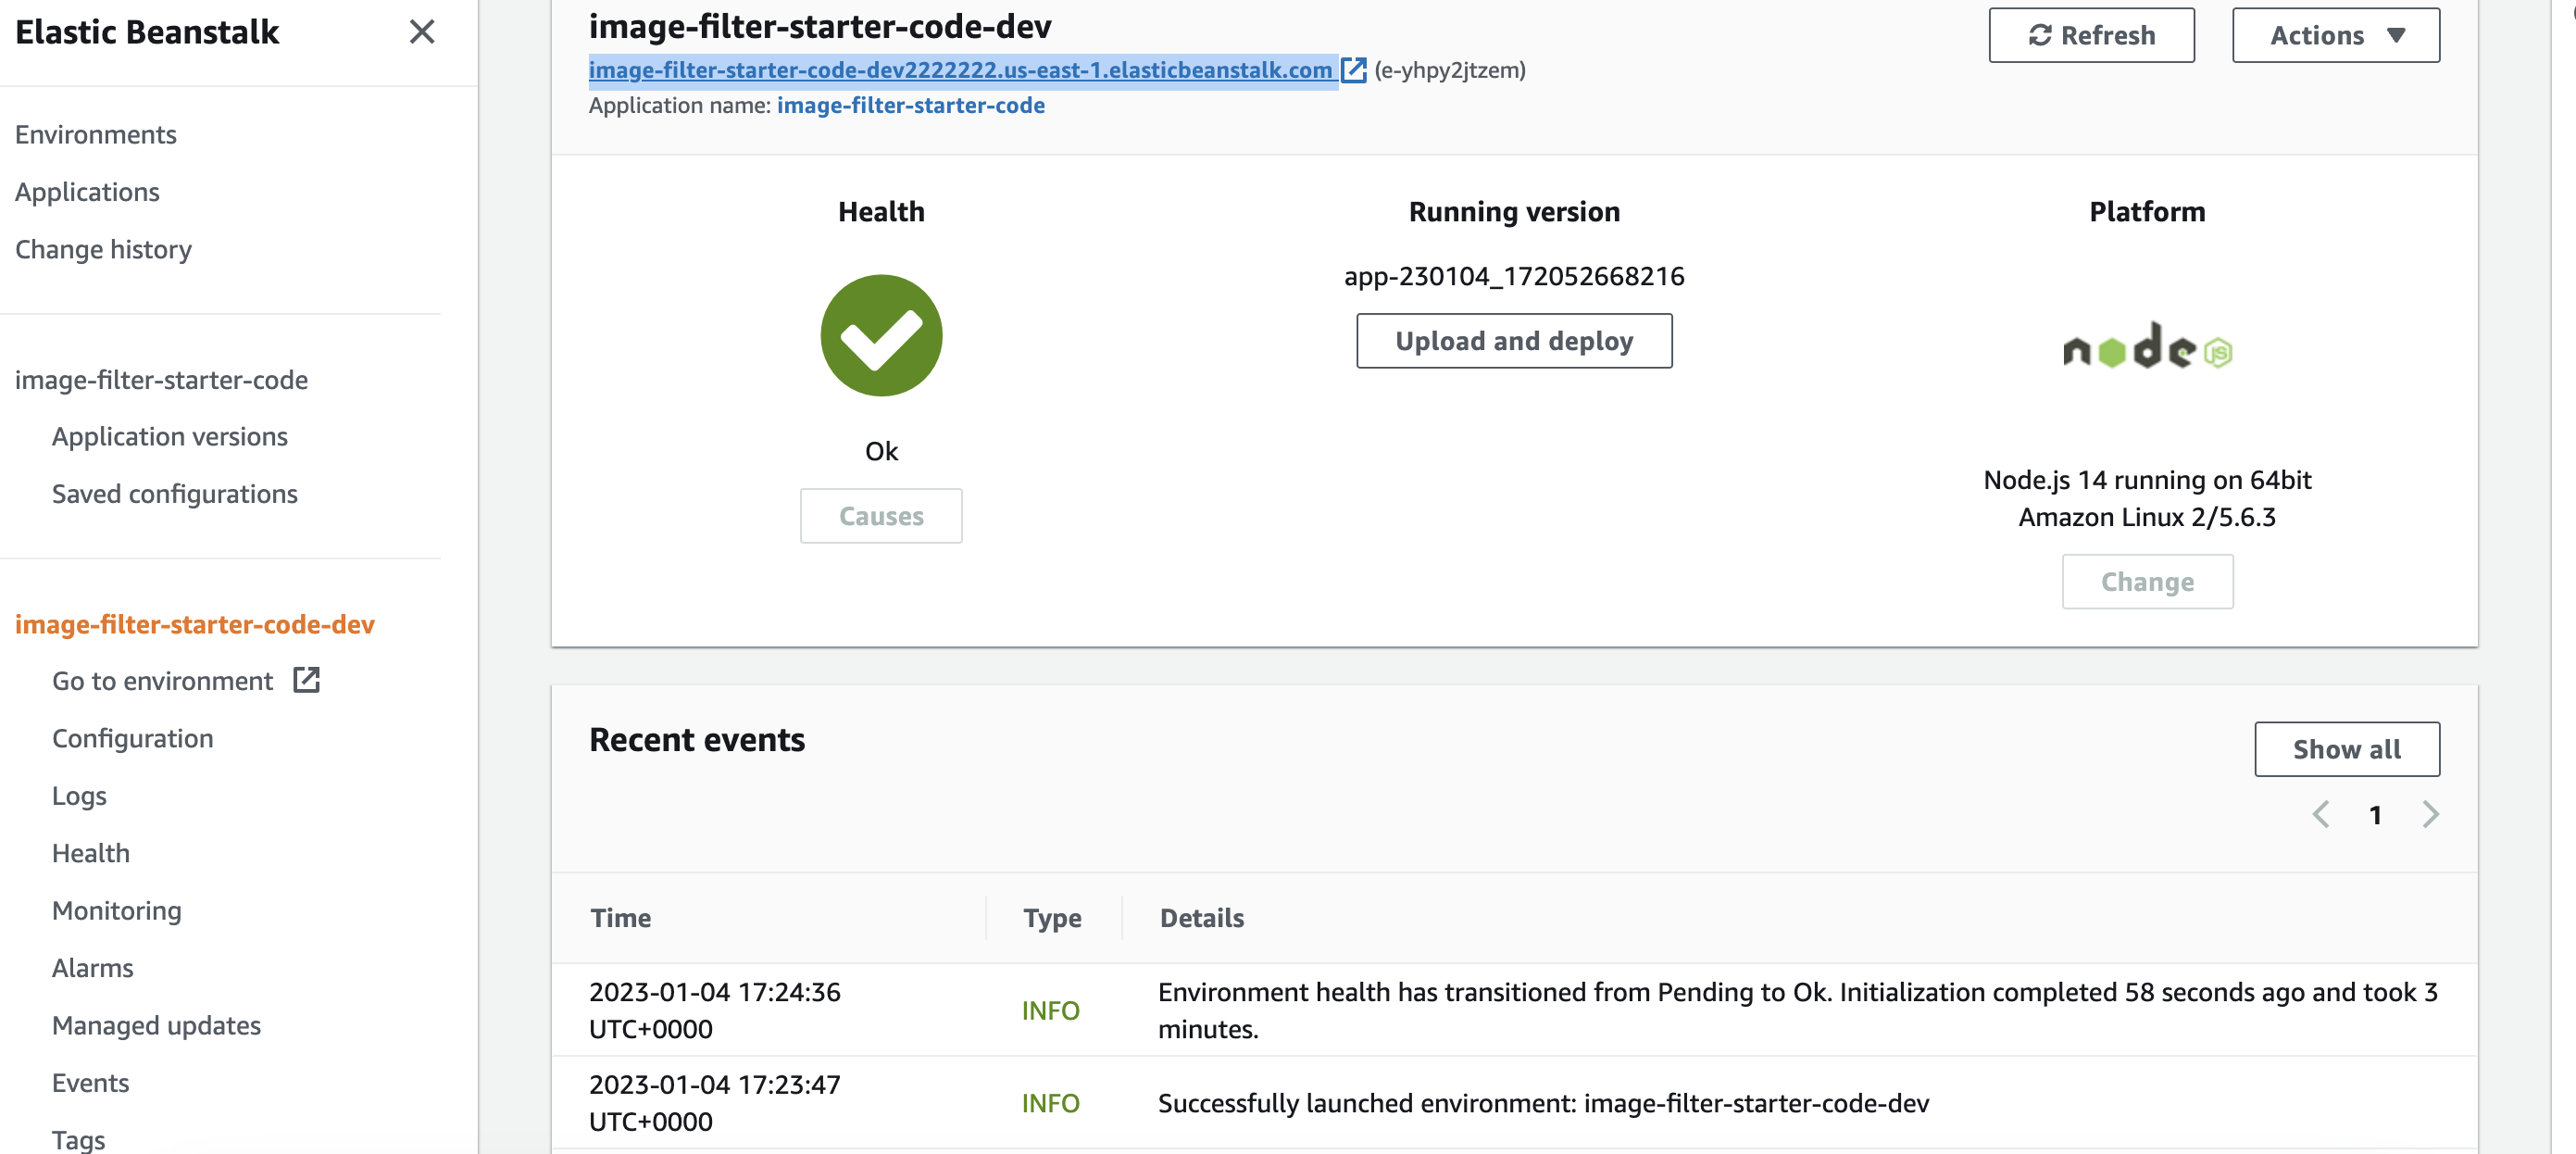 Elastic Beanstalk
Environments
Applications
Change history
image-filter-starter-code
Application versions
Saved configurations
image-filter-starter-code-dev
Go to environment
Configuration
Logs
Health
Monitoring
Alarms
Managed updates
Events
Tags
image-filter-starter-code-dev
image-filter-starter-code-dev2222222.us-east-1.elasticbeanstalk.com (e-yhpy2jtzem)
Application name: image-filter-starter-code
Refresh
Actions
Health
Ok
Causes
Running version
app-230104_172052668216
Upload and deploy
Platform
node JS
Node.js 14 running on 64bit
Amazon Linux 2/5.6.3
Change
Recent events
Show all
1
Time Type Details
2023-01-04 17:24:36
UTC+0000
INFO
Environment health has transitioned from Pending to Ok. Initialization completed 58 seconds ago and took 3
minutes.
2023-01-04 17:23:47
UTC+0000
INFO
Successfully launched environment: image-filter-starter-code-dev